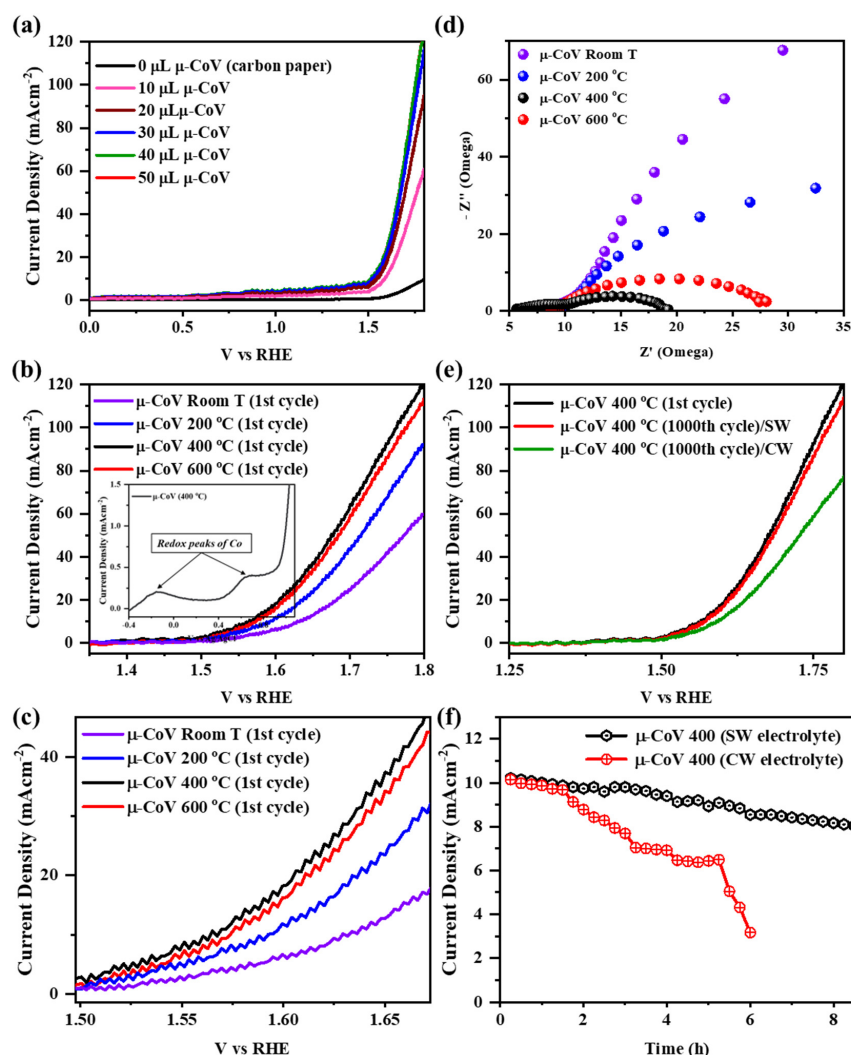 (a)
120
100
80
60
40
20
0
Current Density (mAcm⁻²)
0 μL μ-CoV (carbon paper)
10 μL μ-CoV
20 μLμ-CoV
30 μL μ-CoV
40 μL μ-CoV
50 μL μ-CoV
0.0 0.5 1.0 1.5
V vs RHE
(d)
60
40
20
0
- Z'' (Omega)
μ-CoV Room T
μ-CoV 200 °C
μ-CoV 400 °C
μ-CoV 600 °C
5 10 15 20 25 30 35
Z' (Omega)
(b)
120
100
80
60
40
20
0
Current Density (mAcm⁻²)
μ-CoV Room T (1st cycle)
μ-CoV 200 °C (1st cycle)
μ-CoV 400 °C (1st cycle)
μ-CoV 600 °C (1st cycle)
1.5
1.0
0.5
0.0
Current Density (mAcm⁻²)
μ-CoV (400 °C)
Redox peaks of Co
-0.4 0.0 0.4
1.4 1.5 1.6 1.7 1.8
V vs RHE
(e)
120
100
80
60
40
20
0
Current Density (mAcm⁻²)
μ-CoV 400 °C (1st cycle)
μ-CoV 400 °C (1000th cycle)/SW
μ-CoV 400 °C (1000th cycle)/CW
1.25 1.50 1.75
V vs RHE
(c)
40
20
0
Current Density (mAcm⁻²)
μ-CoV Room T (1st cycle)
μ-CoV 200 °C (1st cycle)
μ-CoV 400 °C (1st cycle)
μ-CoV 600 °C (1st cycle)
1.50 1.55 1.60 1.65
V vs RHE
(f)
12
10
8
6
4
2
0
Current Density (mAcm⁻²)
μ-CoV 400 (SW electrolyte)
μ-CoV 400 (CW electrolyte)
0 1 2 3 4 5 6 7 8
Time (h)